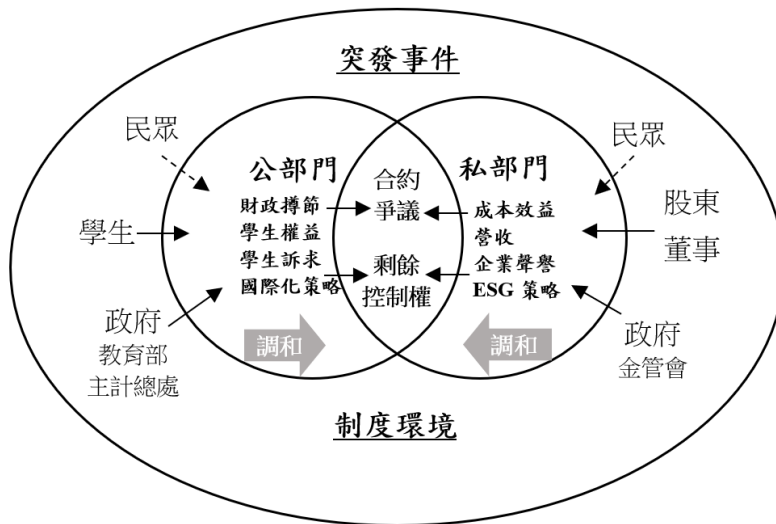 突發事件
民眾
學生
政府
教育部
主計總處
公部門
財政撙節
學生權益
學生訴求
國際化策略
調和
合約
爭議
剩餘
控制權
私部門
成本效益
營收
企業聲譽
ESG 策略
調和
民眾
股東
董事
政府
金管會
制度環境